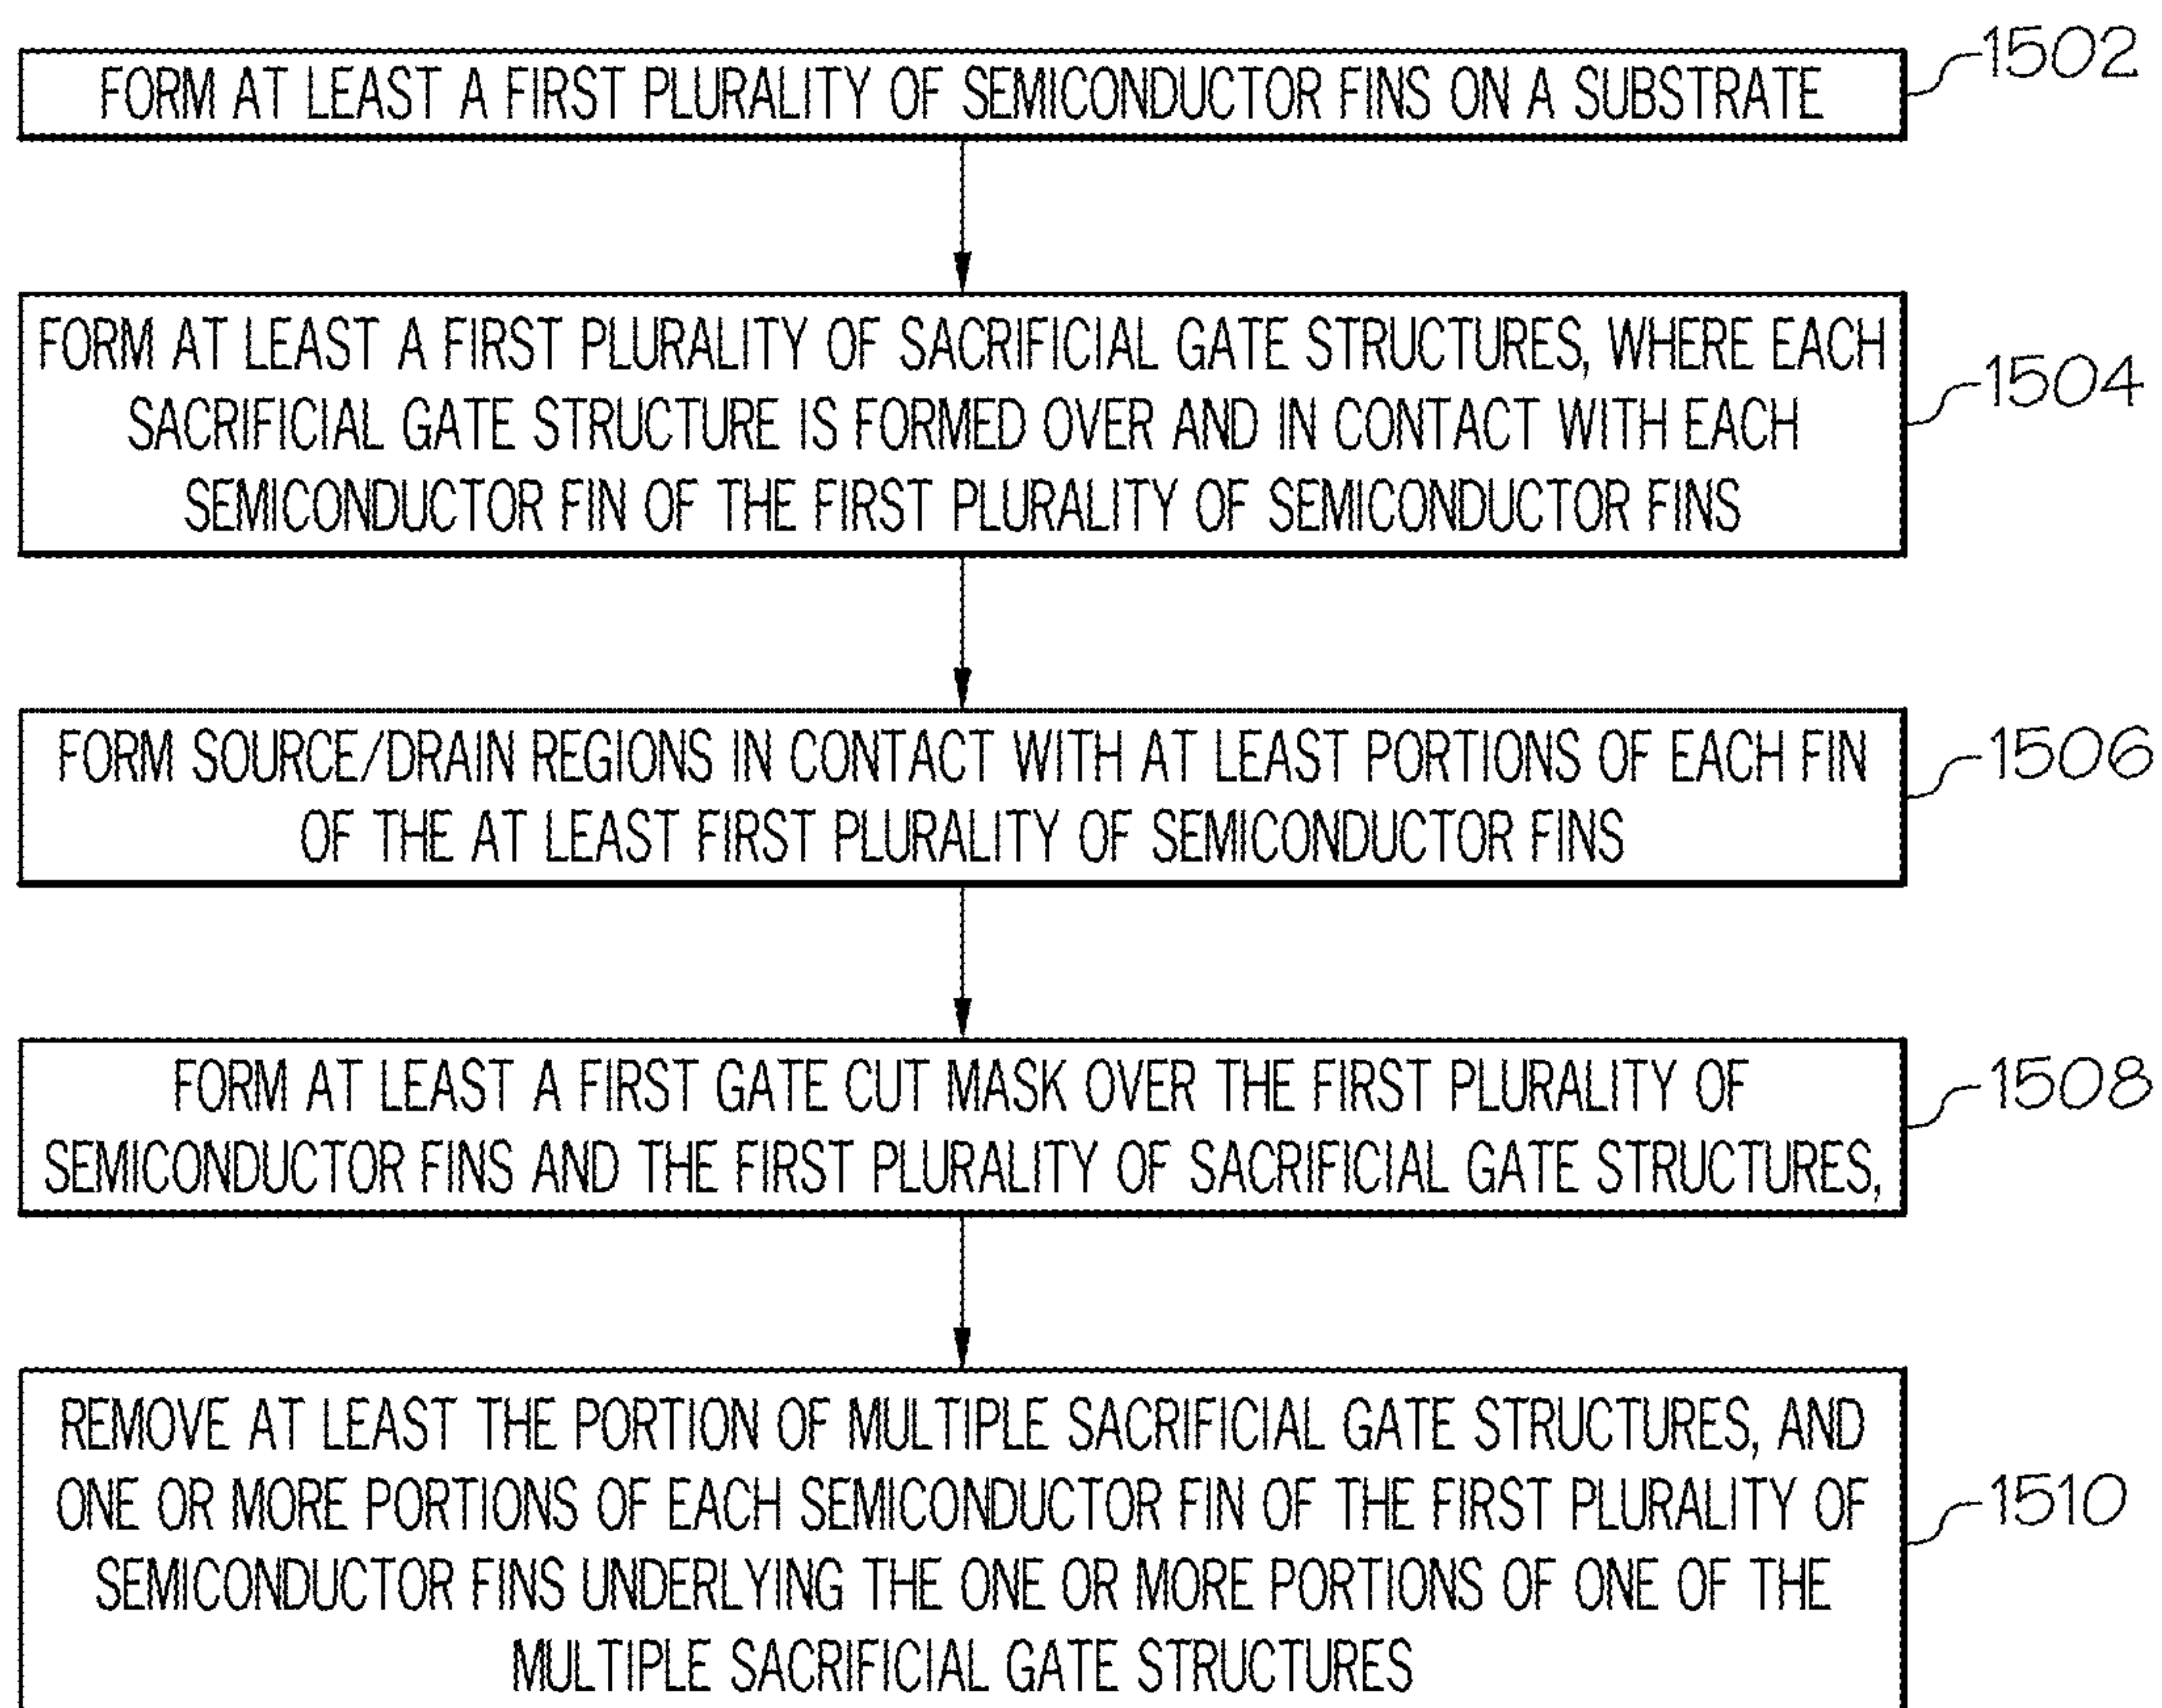 FORM AT LEAST A FIRST PLURALITY OF SEMICONDUCTOR FINS ON A SUBSTRATE
1502
FORM AT LEAST A FIRST PLURALITY OF SACRIFICIAL GATE STRUCTURES, WHERE EACH
SACRIFICIAL GATE STRUCTURE IS FORMED OVER AND IN CONTACT WITH EACH
SEMICONDUCTOR FIN OF THE FIRST PLURALITY OF SEMICONDUCTOR FINS
1504
FORM SOURCE/DRAIN REGIONS IN CONTACT WITH AT LEAST PORTIONS OF EACH FIN
OF THE AT LEAST FIRST PLURALITY OF SEMICONDUCTOR FINS
1506
FORM AT LEAST A FIRST GATE CUT MASK OVER THE FIRST PLURALITY OF
SEMICONDUCTOR FINS AND THE FIRST PLURALITY OF SACRIFICIAL GATE STRUCTURES,
1508
REMOVE AT LEAST THE PORTION OF MULTIPLE SACRIFICIAL GATE STRUCTURES, AND
ONE OR MORE PORTIONS OF EACH SEMICONDUCTOR FIN OF THE FIRST PLURALITY OF
SEMICONDUCTOR FINS UNDERLYING THE ONE OR MORE PORTIONS OF ONE OF THE
MULTIPLE SACRIFICIAL GATE STRUCTURES
1510